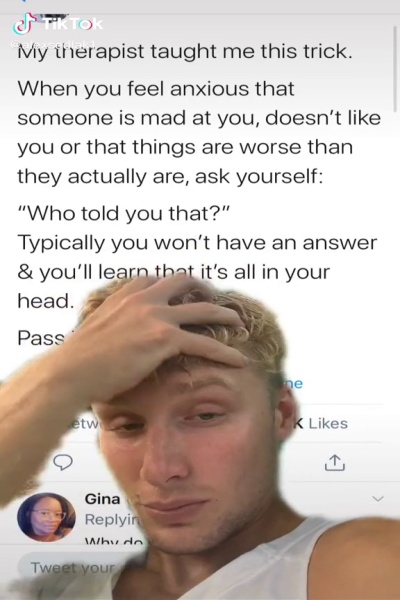 TikTok
My therapist taught me this trick.
When you feel anxious that
someone is mad at you, doesn't like
you or that things are worse than
they actually are, ask yourself:
"Who told you that?"
Typically you won't have an answer
& you'll learn that it's all in your
head.
Pass
K Likes
Gina
Replyin
Why do
Tweet your